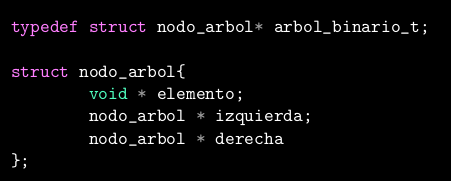 typedef struct nodo_arbol* arbol_binario_t;
struct nodo_arbol{
void * elemento;
nodo_arbol * izquierda;
nodo_arbol * derecha
};